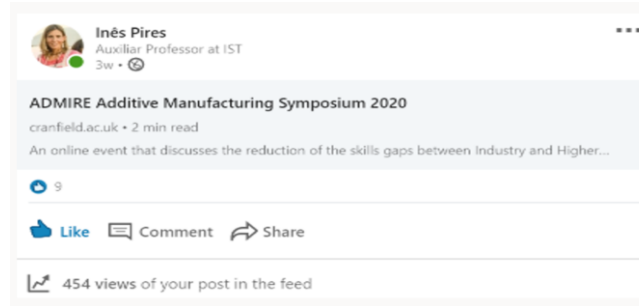 Inês Pires
Auxiliar Professor at IST
3w •
ADMIRE Additive Manufacturing Symposium 2020
cranfield.ac.uk • 2 min read
An online event that discusses the reduction of the skills gaps between Industry and Higher...
9
Like Comment Share
454 views of your post in the feed